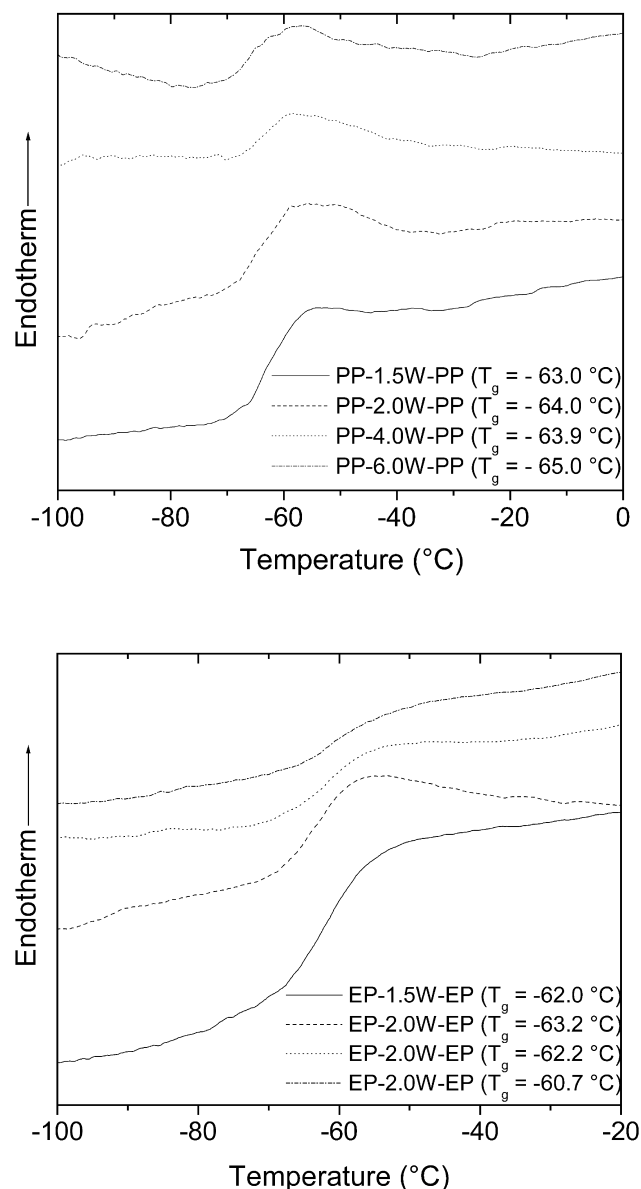 Endotherm
PP-1.5W-PP (Tg = - 63.0 °C)
PP-2.0W-PP (Tg = - 64.0 °C)
PP-4.0W-PP (Tg = - 63.9 °C)
PP-6.0W-PP (Tg = - 65.0 °C)
-100 -80 -60 -40 -20 0
Temperature (°C)
Endotherm
EP-1.5W-EP (Tg = -62.0 °C)
EP-2.0W-EP (Tg = -63.2 °C)
EP-2.0W-EP (Tg = -62.2 °C)
EP-2.0W-EP (Tg = -60.7 °C)
-100 -80 -60 -40 -20
Temperature (°C)